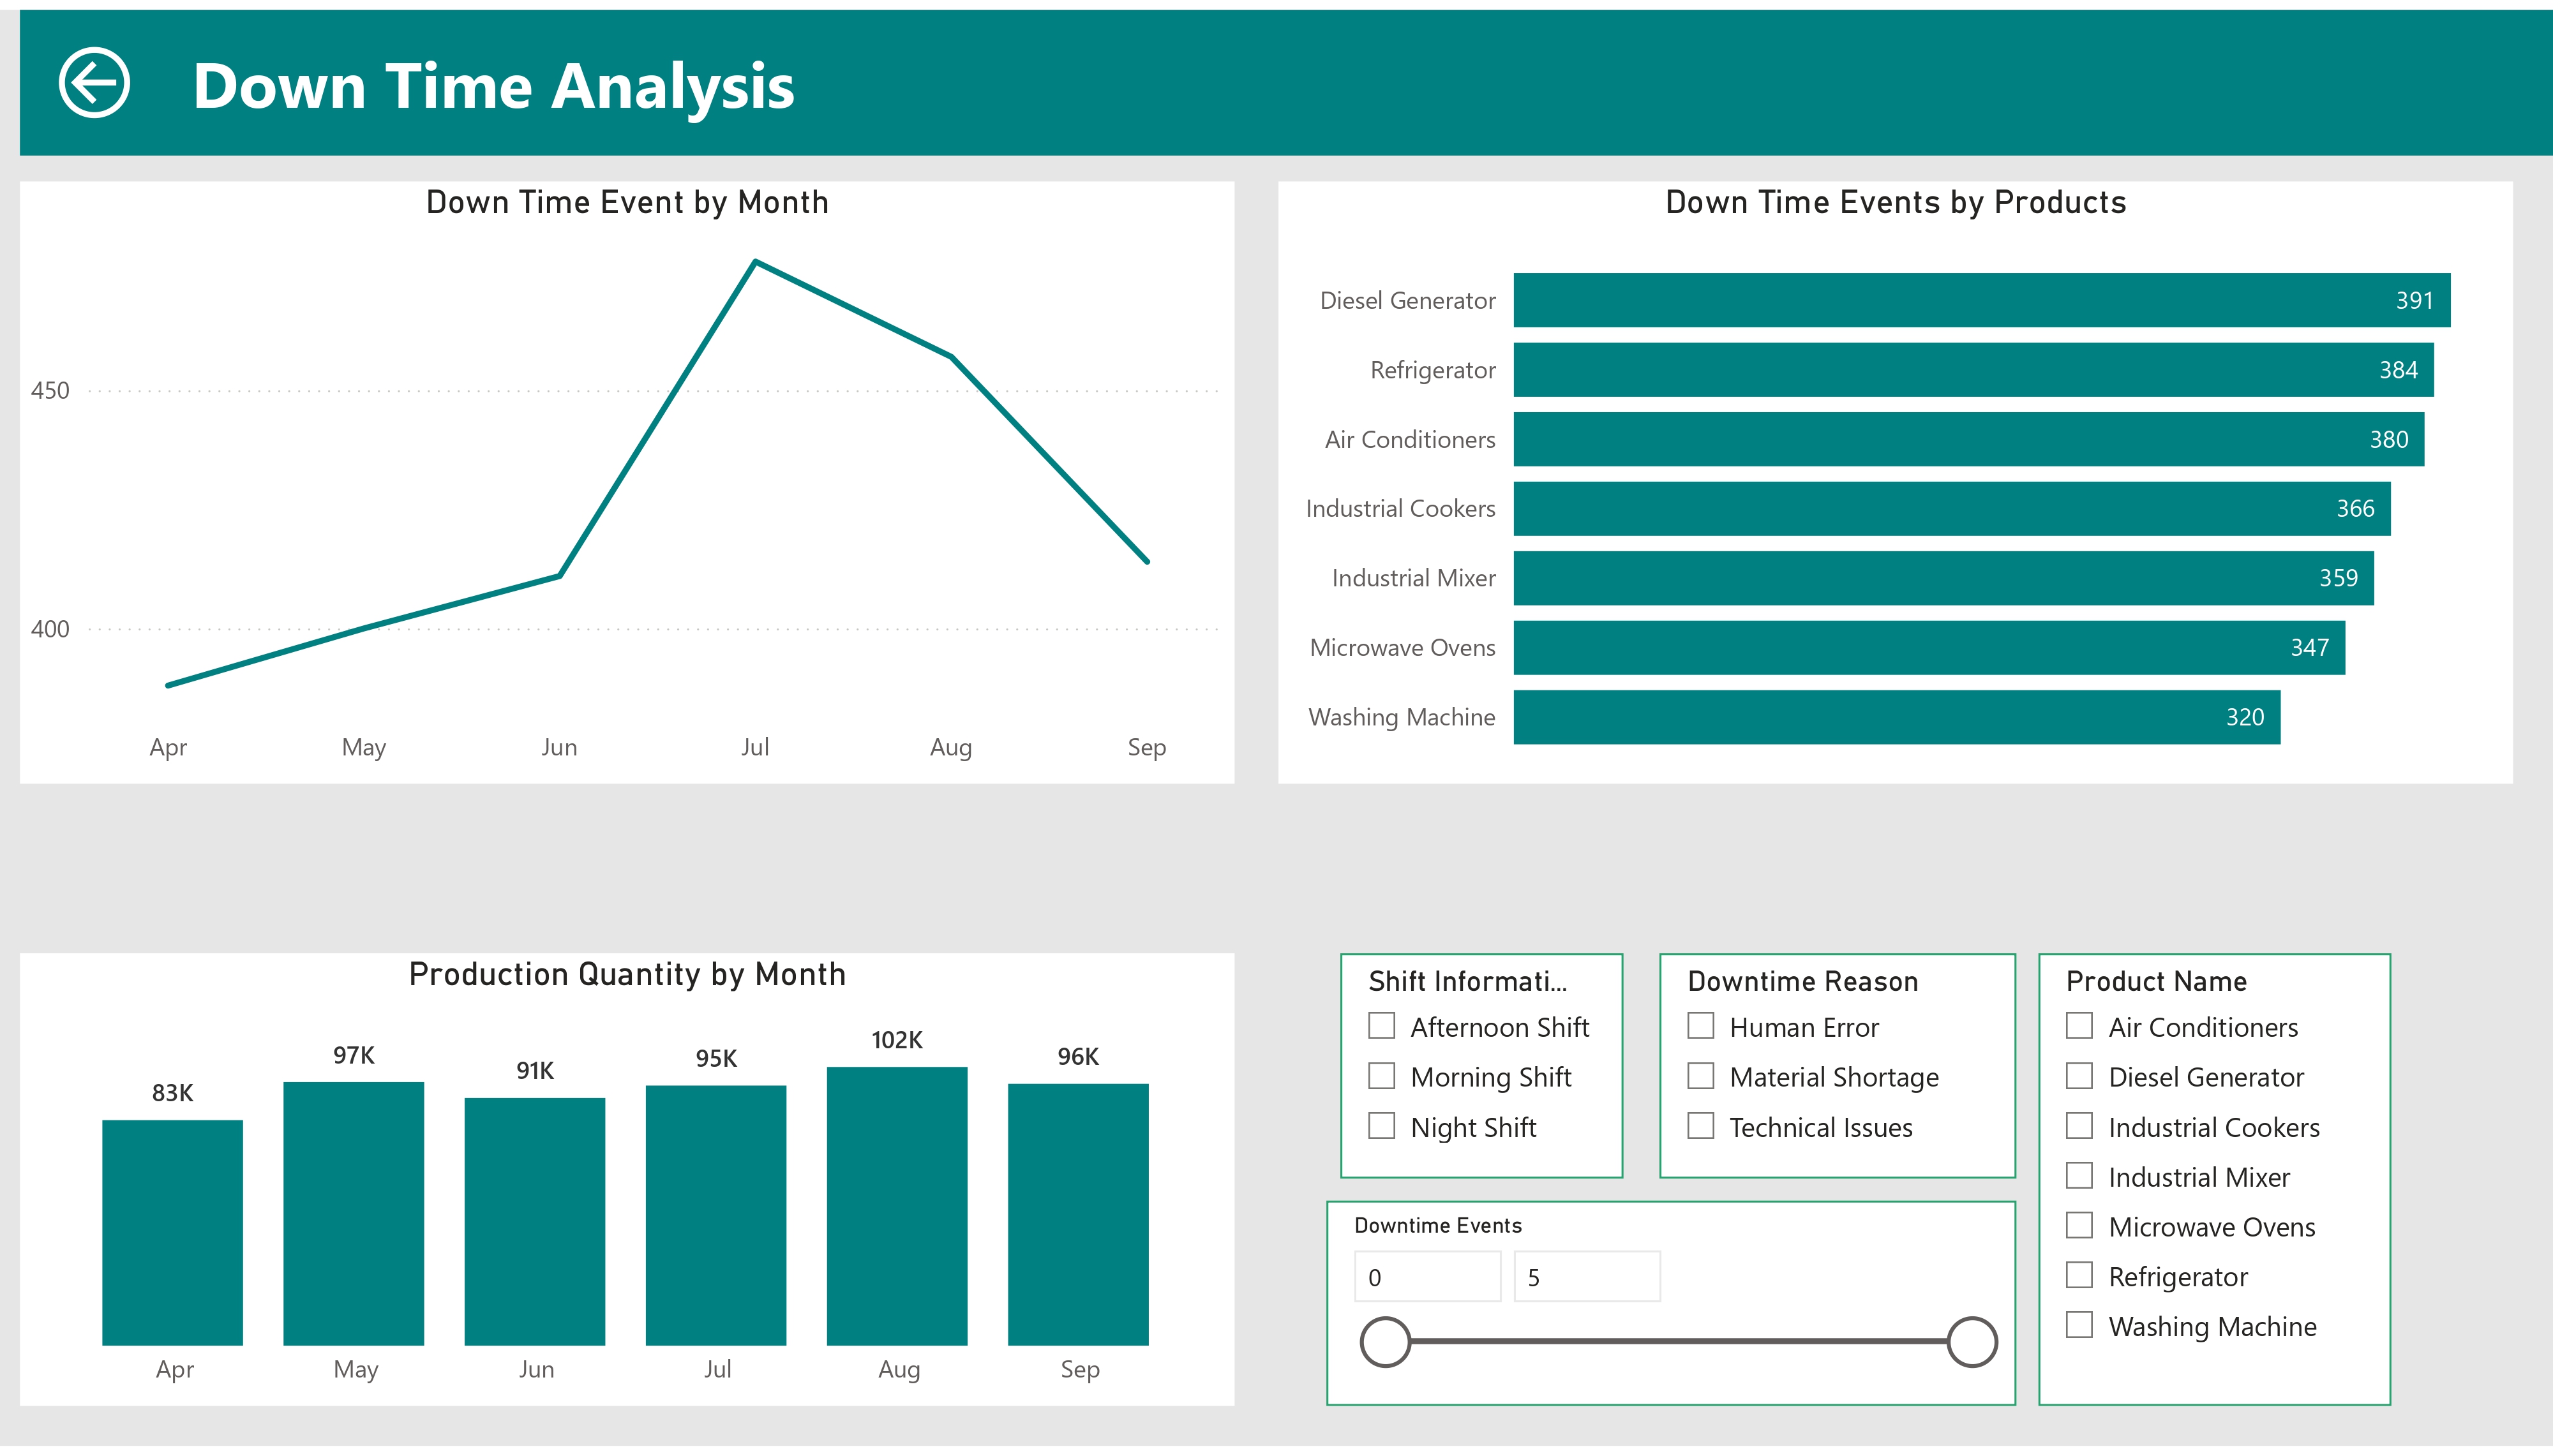 Down Time Analysis
Down Time Event by Month
450
400
Apr May Jun Jul Aug Sep
Down Time Events by Products
Diesel Generator 391
Refrigerator 384
Air Conditioners 380
Industrial Cookers 366
Industrial Mixer 359
Microwave Ovens 347
Washing Machine 320
Production Quantity by Month
83K 97K 91K 95K 102K 96K
Apr May Jun Jul Aug Sep
Shift Informati...
Afternoon Shift
Morning Shift
Night Shift
Downtime Reason
Human Error
Material Shortage
Technical Issues
Downtime Events
0 5
Product Name
Air Conditioners
Diesel Generator
Industrial Cookers
Industrial Mixer
Microwave Ovens
Refrigerator
Washing Machine